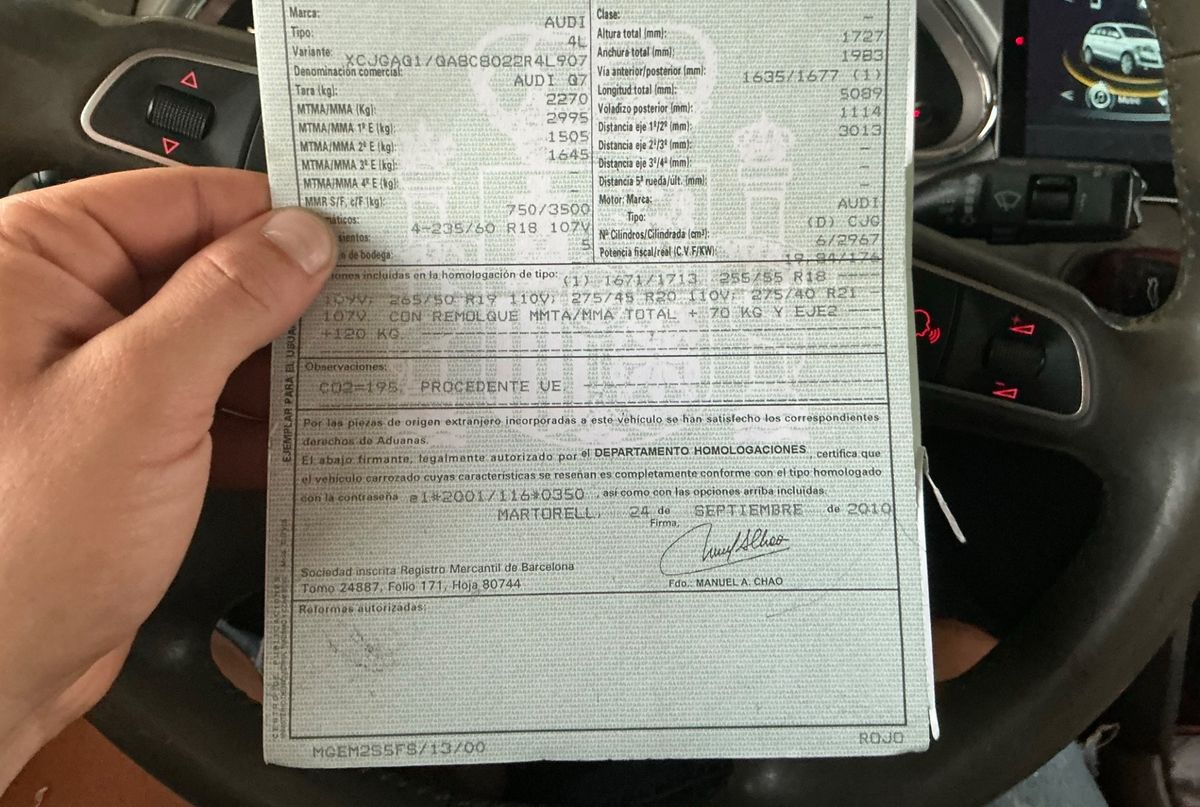 Marca: AUDI
Tipo: 4L
Variante: XCJGAQ1/QA8C8022R4L907
Denominación comercial: AUDI Q7
Tara (kg): 2270
MTMA/MMA (Kg): 2995
MTMA/MMA 1º E (kg): 1505
MTMA/MMA 2º E (kg): 1645
MTMA/MMA 3º E (kg): -
MTMA/MMA 4º E (kg): -
MMR S/F, c/F (kg): 750/3500
4-235/60 R18 107V
5
de bodega:
Clase: -
Altura total (mm): 1727
Anchura total (mm): 1983
Vía anterior/posterior (mm): 1635/1677 (1)
Longitud total (mm): 5089
Voladizo posterior (mm): 1114
Distancia eje 1º/2º (mm): 3013
Distancia eje 2º/3º (mm): -
Distancia eje 3º/4º (mm): -
Distancia 5ª rueda/últ. (mm): -
Motor: Marca: AUDI
Tipo: (D) CJG
Nº Cilindros/Cilindrada (cm³): 6/2967
Potencia fiscal/real (C.V.F/KW): 19,84/176
incluidas en la homologación de tipo: (1) 1671/1713. 255/55 R18
109V; 265/50 R19 110V; 275/45 R20 110V; 275/40 R21
107V. CON REMOLQUE MMTA/MMA TOTAL + 70 KG Y EJE2
+120 KG.
Observaciones:
CO2=195. PROCEDENTE UE.
Por las piezas de origen extranjero incorporadas a este vehículo se han satisfecho los correspondientes
derechos de Aduanas.
El abajo firmante, legalmente autorizado por el DEPARTAMENTO HOMOLOGACIONES, certifica que
el vehículo carrozado cuyas características se reseñan es completamente conforme con el tipo homologado
con la contraseña e1*2001/116*0350, así como con las opciones arriba incluidas.
MARTORELL, 24 de SEPTIEMBRE de 2010
Firma,
Sociedad inscrita Registro Mercantil de Barcelona
Tomo 24887, Folio 171, Hoja 80744
Fdo.: MANUEL A. CHAO
Reformas autorizadas:
MGEM2S5FS/13/00
ROJO
EJEMPLAR PARA EL